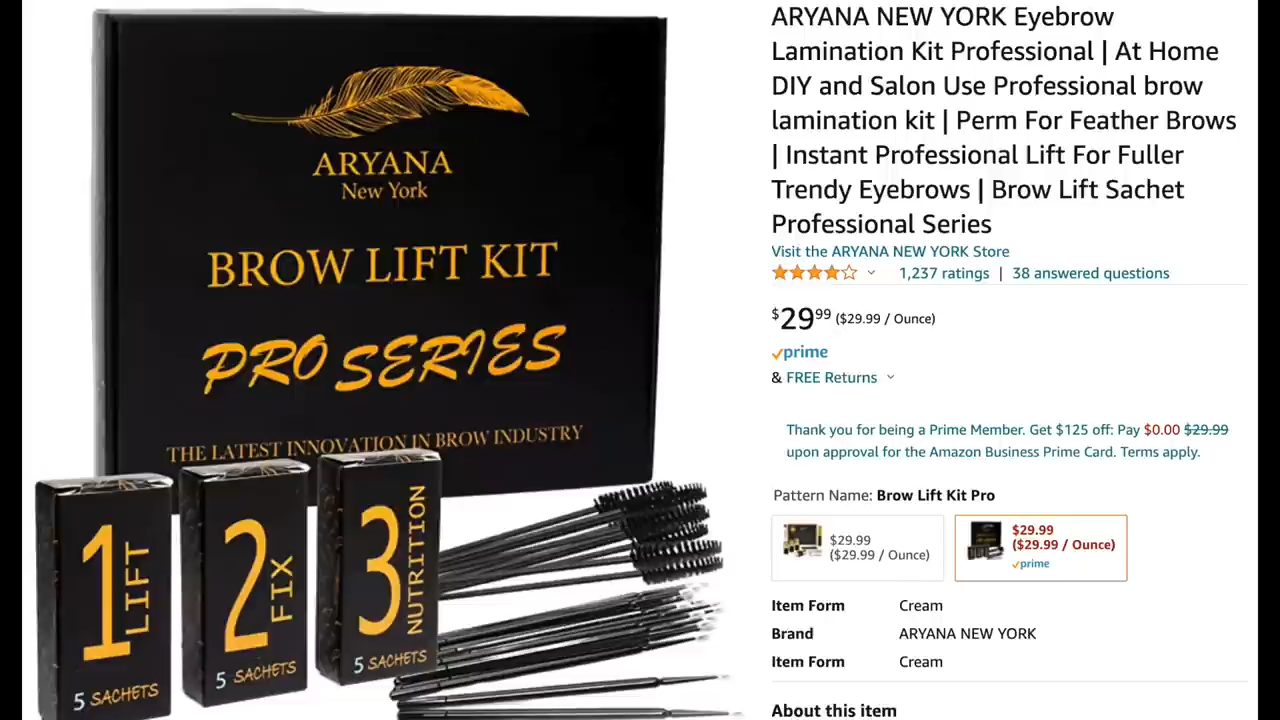 ARYANA
New York
BROW LIFT KIT
PRO SERIES
THE LATEST INNOVATION IN BROW INDUSTRY
1 LIFT
5 SACHETS
2 FIX
5 SACHETS
3 NUTRITION
5 SACHETS
ARYANA NEW YORK Eyebrow
Lamination Kit Professional | At Home
DIY and Salon Use Professional brow
lamination kit | Perm For Feather Brows
| Instant Professional Lift For Fuller
Trendy Eyebrows | Brow Lift Sachet
Professional Series
Visit the ARYANA NEW YORK Store
1,237 ratings | 38 answered questions
$29.99 ($29.99 / Ounce)
prime
& FREE Returns
Thank you for being a Prime Member. Get $125 off: Pay $0.00 $29.99
upon approval for the Amazon Business Prime Card. Terms apply.
Pattern Name: Brow Lift Kit Pro
$29.99
($29.99 / Ounce)
$29.99
($29.99 / Ounce)
prime
Item Form Cream
Brand ARYANA NEW YORK
Item Form Cream
About this item